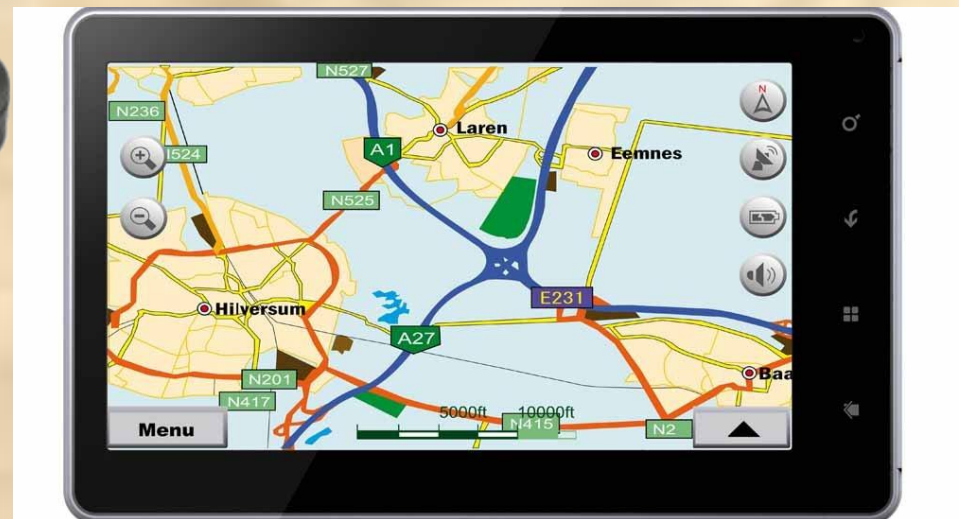 N527
N
N236
A1
Laren
I524
Eemnes
N525
E231
Hilversum
A27
N201
Baa
N417
5000ft 10000ft
N415
Menu
N2